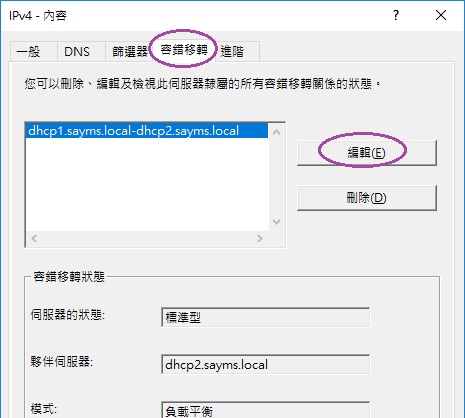 IPv4 - 內容
? ×
一般 DNS 篩選器 容錯移轉 進階
您可以刪除、編輯及檢視此伺服器隸屬的所有容錯移轉關係的狀態。
dhcp1.sayms.local-dhcp2.sayms.local
編輯(E)
刪除(D)
容錯移轉狀態
伺服器的狀態: 標準型
夥伴伺服器: dhcp2.sayms.local
模式: 負載平衡